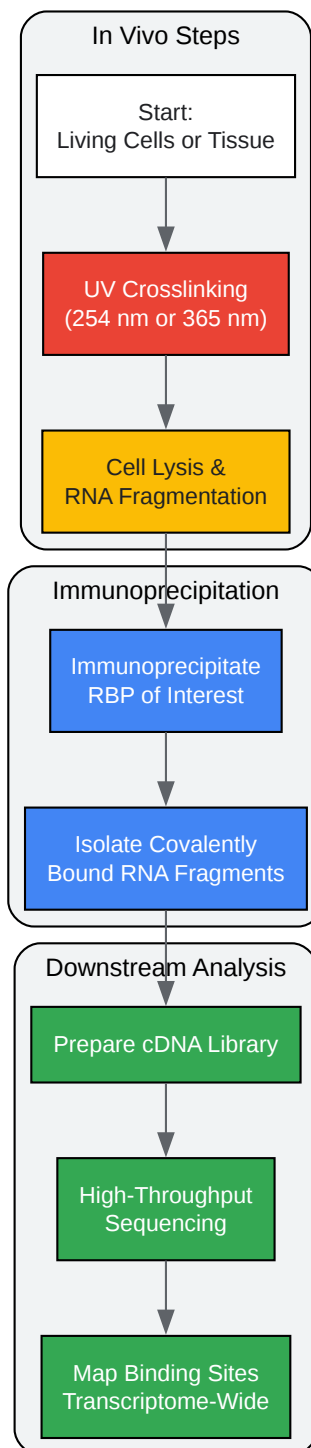 In Vivo Steps
Start:
Living Cells or Tissue
UV Crosslinking
(254 nm or 365 nm)
Cell Lysis &
RNA Fragmentation
Immunoprecipitation
Immunoprecipitate
RBP of Interest
Isolate Covalently
Bound RNA Fragments
Downstream Analysis
Prepare cDNA Library
High-Throughput
Sequencing
Map Binding Sites
Transcriptome-Wide